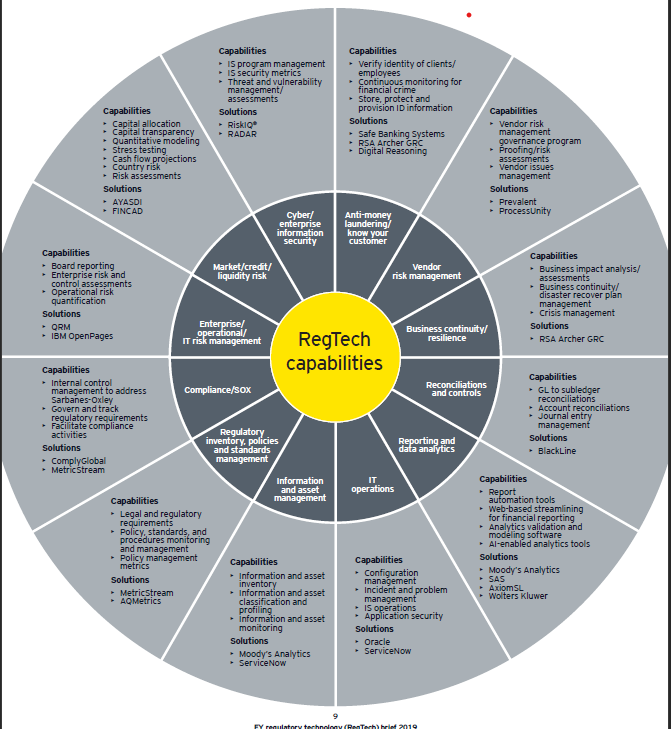 Capabilities
‣ IS program management
‣ IS security metrics
‣ Threat and vulnerability
management/
assessments
Solutions
‣ RiskIQ®
‣ RADAR
Capabilities
‣ Verify identity of clients/
employees
‣ Continuous monitoring for
financial crime
‣ Store, protect and
provision ID information
Solutions
‣ Safe Banking Systems
‣ RSA Archer GRC
‣ Digital Reasoning
Capabilities
‣ Vendor risk
management
governance program
‣ Proofing/risk
assessments
‣ Vendor issues
management
Solutions
‣ Prevalent
‣ ProcessUnity
Capabilities
‣ Business impact analysis/
assessments
‣ Business continuity/
disaster recover plan
management
‣ Crisis management
Solutions
‣ RSA Archer GRC
Capabilities
‣ GL to subledger
reconciliations
‣ Account reconciliations
‣ Journal entry
management
Solutions
‣ BlackLine
Capabilities
‣ Report
automation tools
‣ Web-based streamlining
for financial reporting
‣ Analytics validation and
modeling software
‣ AI-enabled analytics tools
Solutions
‣ Moody's Analytics
‣ SAS
‣ AxiomSL
‣ Wolters Kluwer
Capabilities
‣ Configuration
management
‣ Incident and problem
management
‣ IS operations
‣ Application security
Solutions
‣ Oracle
‣ ServiceNow
Capabilities
‣ Information and asset
inventory
‣ Information and asset
classification and
profiling
‣ Information and asset
monitoring
Solutions
‣ Moody's Analytics
‣ ServiceNow
Capabilities
‣ Legal and regulatory
requirements
‣ Policy, standards, and
procedures monitoring
and management
‣ Policy management
metrics
Solutions
‣ MetricStream
‣ AQMetrics
Capabilities
‣ Internal control
management to address
Sarbanes-Oxley
‣ Govern and track
regulatory requirements
‣ Facilitate compliance
activities
Solutions
‣ ComplyGlobal
‣ MetricStream
Capabilities
‣ Board reporting
‣ Enterprise risk and
control assessments
‣ Operational risk
quantification
Solutions
‣ QRM
‣ IBM OpenPages
Capabilities
‣ Capital allocation
‣ Capital transparency
‣ Quantitative modeling
‣ Stress testing
‣ Cash flow projections
‣ Country risk
‣ Risk assessments
Solutions
‣ AYASDI
‣ FINCAD
Cyber/
enterprise
information
security
Anti-money
laundering/
know your
customer
Vendor
risk management
Business continuity/
resilience
Reconciliations
and controls
Reporting and
data analytics
IT
operations
Information
and asset
management
Regulatory
inventory, policies
and standards
management
Compliance/SOX
Enterprise/
operational/
IT risk management
Market/credit/
liquidity risk
RegTech
capabilities
9
EY regulatory technology (RegTech) brief 2019